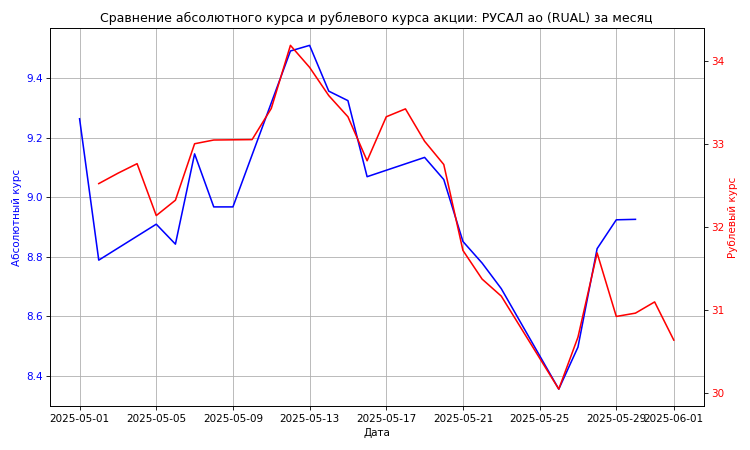 Сравнение абсолютного курса и рублевого курса акции: РУСАЛ ао (RUAL) за месяц
Абсолютный курс
9.4
9.2
9.0
8.8
8.6
8.4
34
33
32
31
30
Рублевый курс
2025-05-01 2025-05-05 2025-05-09 2025-05-13 2025-05-17 2025-05-21 2025-05-25 2025-05-29 2025-06-01
Дата